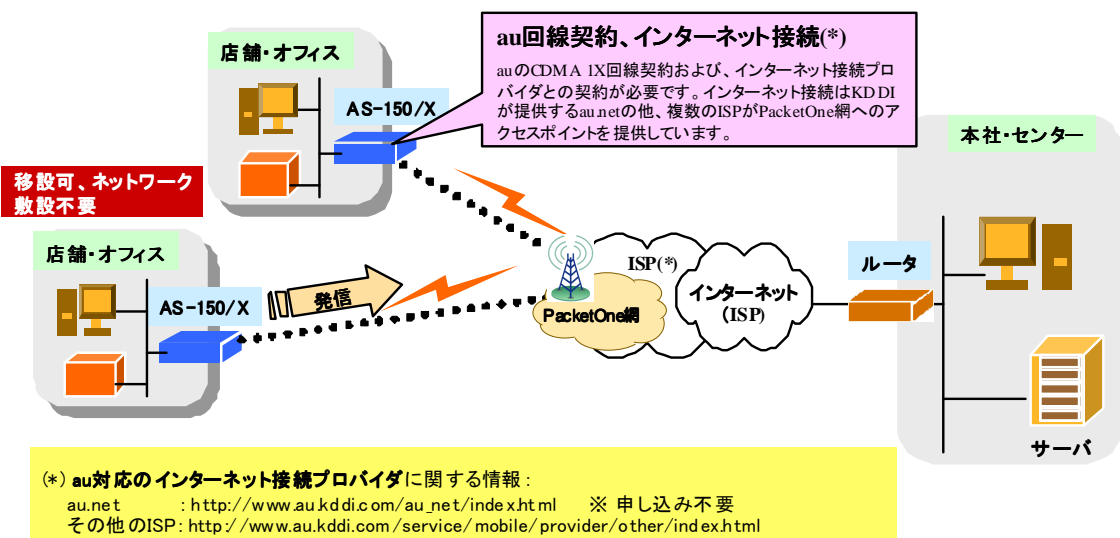 店舗・オフィス
AS-150/X
au回線契約、インターネット接続(*)
auのCDMA 1X回線契約および、インターネット接続プロ
バイダとの契約が必要です。インターネット接続はKDDI
が提供するau.netの他、複数のISPがPacketOne網へのア
クセスポイントを提供しています。
本社・センター
移設可、ネットワーク
敷設不要
店舗・オフィス
AS-150/X
発信
ISP(*)
PacketOne網
インターネット
(ISP)
ルータ
サーバ
(*) au対応のインターネット接続プロバイダに関する情報:
au.net : http://www.au.kddi.com/au_net/index.html ※ 申し込み不要
その他のISP: http://www.au.kddi.com/service/mobile/provider/other/index.html